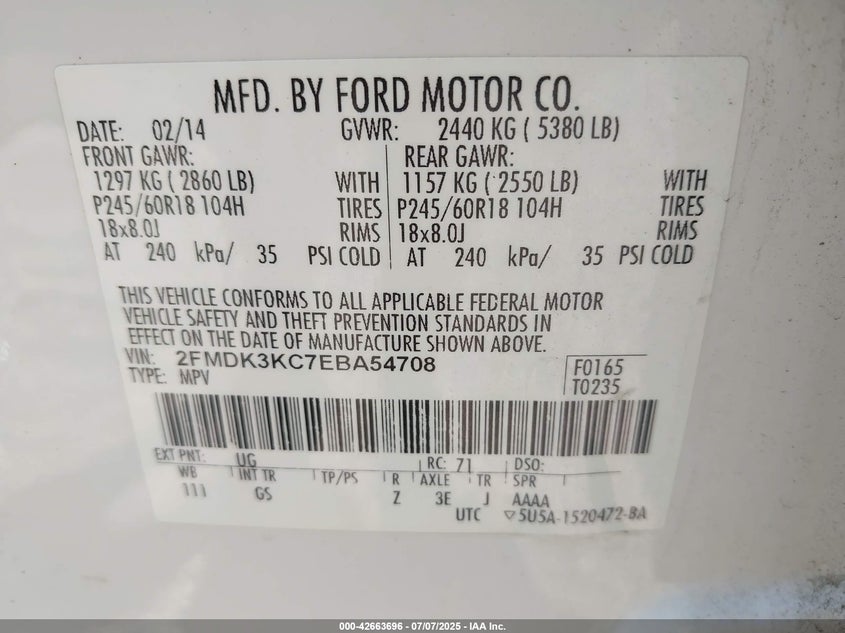 MFD. BY FORD MOTOR CO.
DATE: 02/14 GVWR: 2440 KG ( 5380 LB)
FRONT GAWR: REAR GAWR:
1297 KG ( 2860 LB) WITH 1157 KG ( 2550 LB) WITH
P245/60R18 104H TIRES P245/60R18 104H TIRES
18x8.0J RIMS 18x8.0J RIMS
AT 240 kPa/ 35 PSI COLD AT 240 kPa/ 35 PSI COLD
THIS VEHICLE CONFORMS TO ALL APPLICABLE FEDERAL MOTOR
VEHICLE SAFETY AND THEFT PREVENTION STANDARDS IN
EFFECT ON THE DATE OF MANUFACTURE SHOWN ABOVE.
VIN: 2FMDK3KC7EBA54708 F0165
TYPE: MPV T0235
EXT PNT: UG RC: 71 DSO:
WB INT TR TP/PS R AXLE TR SPR
111 GS Z 3E J AAAA
UTC ▽5U5A-1520472-BA
000-42663696 - 07/07/2025 - IAA Inc.